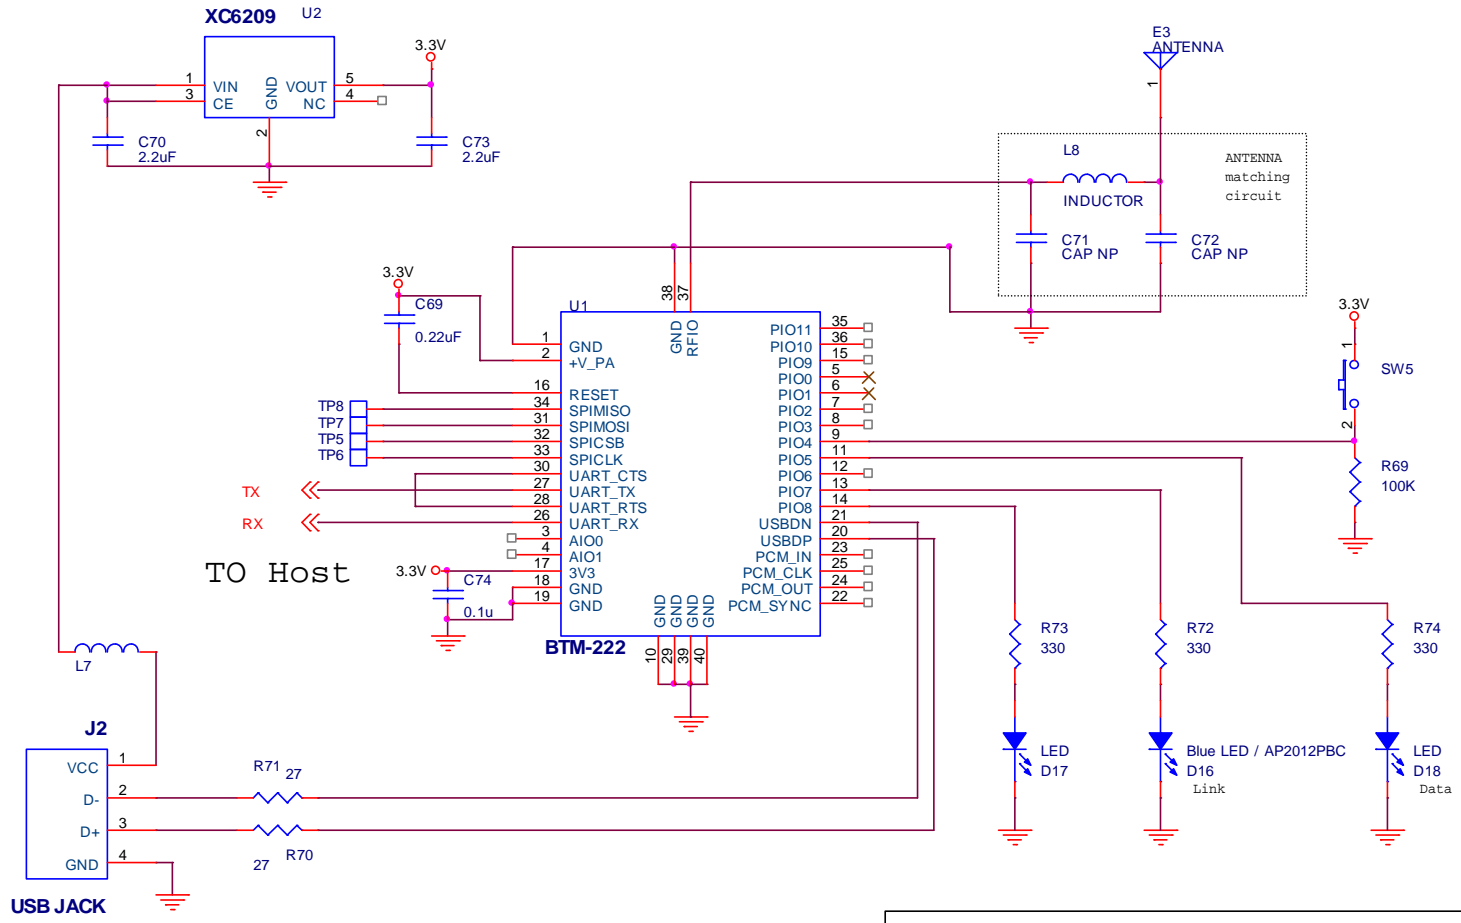 XC6209 U2
3.3V
1 VIN
3 CE
GND
2
VOUT 5
NC 4
C70
2.2uF
C73
2.2uF
E3
ANTENNA
1
L8
INDUCTOR
ANTENNA
matching
circuit
C71
CAP NP
C72
CAP NP
3.3V
C69
0.22uF
U1
38
37
GND
RFIO
1 GND
2 +V_PA
16 RESET
TP8 34 SPIMISO
TP7 31 SPIMOSI
TP5 32 SPICSB
TP6 33 SPICLK
30 UART_CTS
TX 27 UART_TX
28 UART_RTS
RX 26 UART_RX
3 AIO0
4 AIO1
17 3V3
18 GND
19 GND
TO Host
3.3V
C74
0.1u
PIO11 35
PIO10 36
PIO9 15
PIO0 5
PIO1 6
PIO2 7
PIO3 8
PIO4 9
PIO5 11
PIO6 12
PIO7 13
PIO8 14
USBDN 21
USBDP 20
PCM_IN 23
PCM_CLK 25
PCM_OUT 24
PCM_SYNC 22
GND
GND
GND
GND
10
29
39
40
BTM-222
3.3V
1
SW5
2
R69
100K
R73
330
R72
330
R74
330
LED
D17
Blue LED / AP2012PBC
D16
Link
LED
D18
Data
L7
J2
VCC 1
D- 2
D+ 3
GND 4
R71 27
27 R70
USB JACK